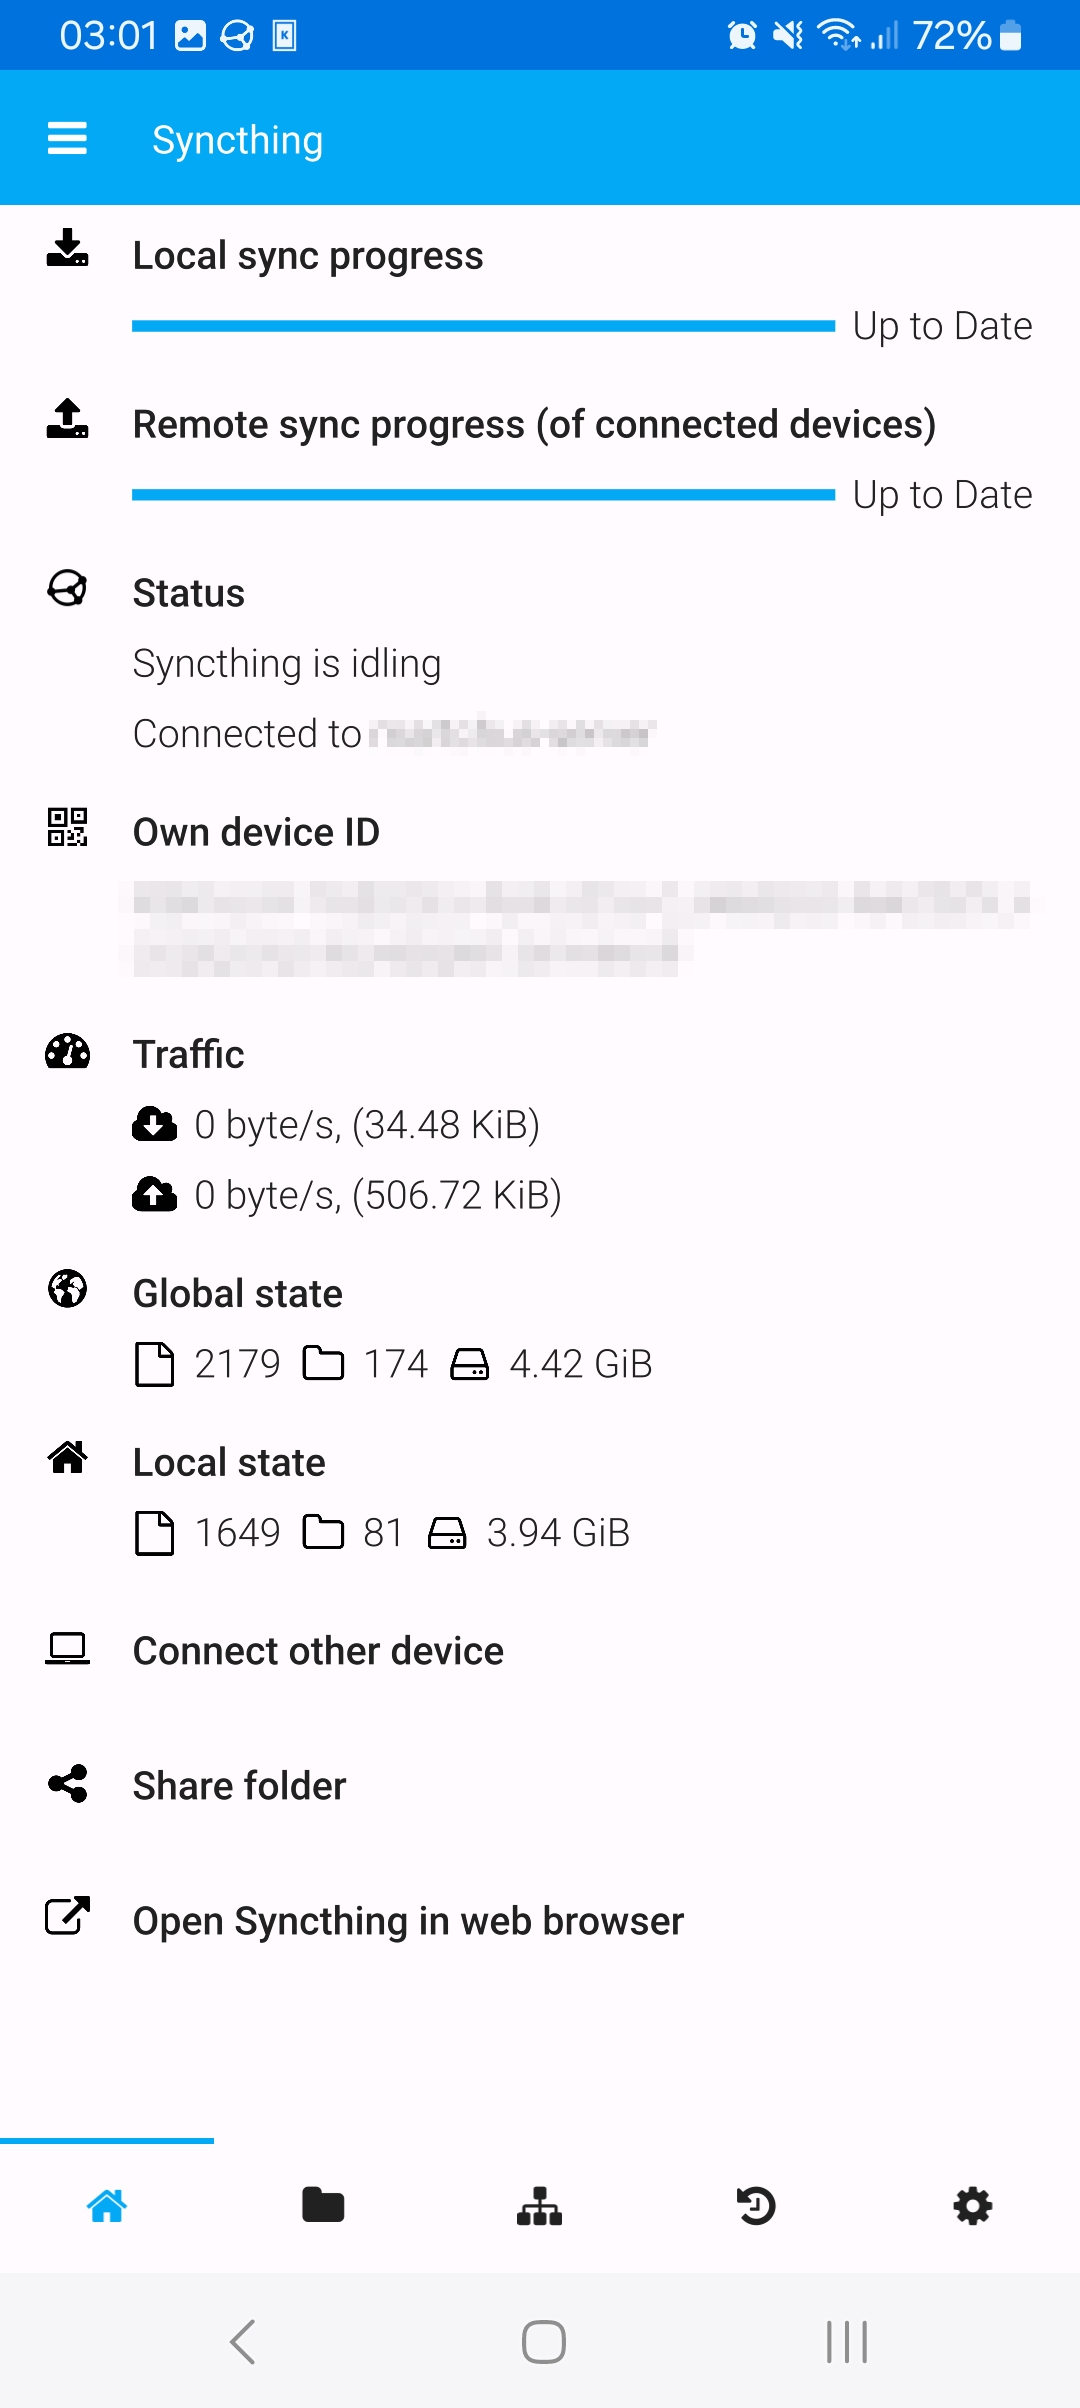 03:01
72%
Syncthing
Local sync progress
Up to Date
Remote sync progress (of connected devices)
Up to Date
Status
Syncthing is idling
Connected to
Own device ID
Traffic
0 byte/s, (34.48 KiB)
0 byte/s, (506.72 KiB)
Global state
2179 174 4.42 GiB
Local state
1649 81 3.94 GiB
Connect other device
Share folder
Open Syncthing in web browser